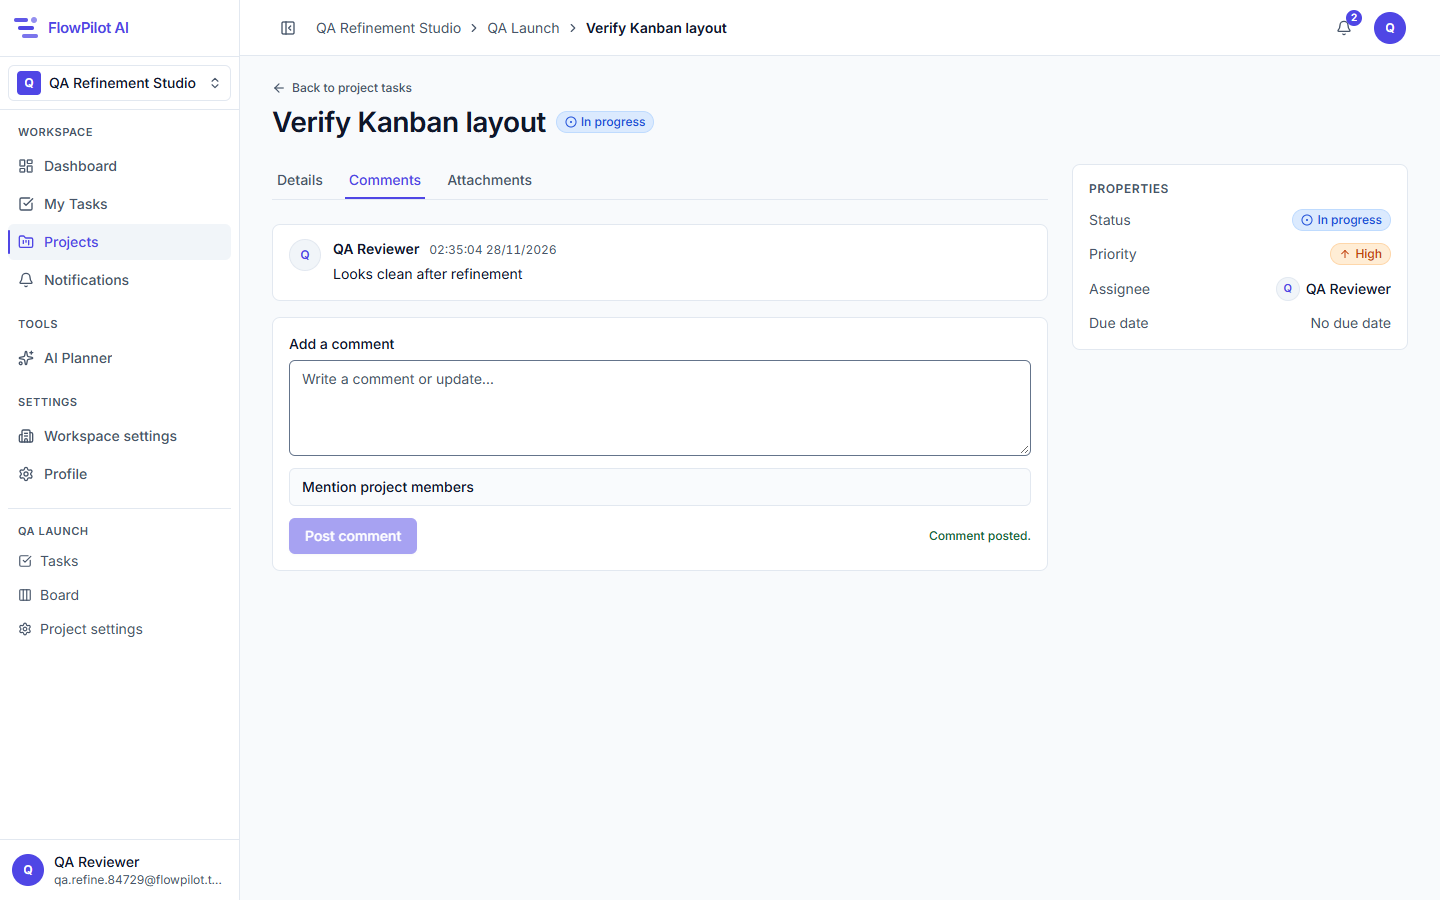 FlowPilot AI
Q QA Refinement Studio
WORKSPACE
Dashboard
My Tasks
Projects
Notifications
TOOLS
AI Planner
SETTINGS
Workspace settings
Profile
QA LAUNCH
Tasks
Board
Project settings
Q QA Reviewer
qa.refine.84729@flowpilot.t...
QA Refinement Studio > QA Launch > Verify Kanban layout
2
Q
Back to project tasks
Verify Kanban layout In progress
Details Comments Attachments
Q QA Reviewer 02:35:04 28/11/2026
Looks clean after refinement
Add a comment
Write a comment or update...
Mention project members
Post comment Comment posted.
PROPERTIES
Status In progress
Priority High
Assignee Q QA Reviewer
Due date No due date